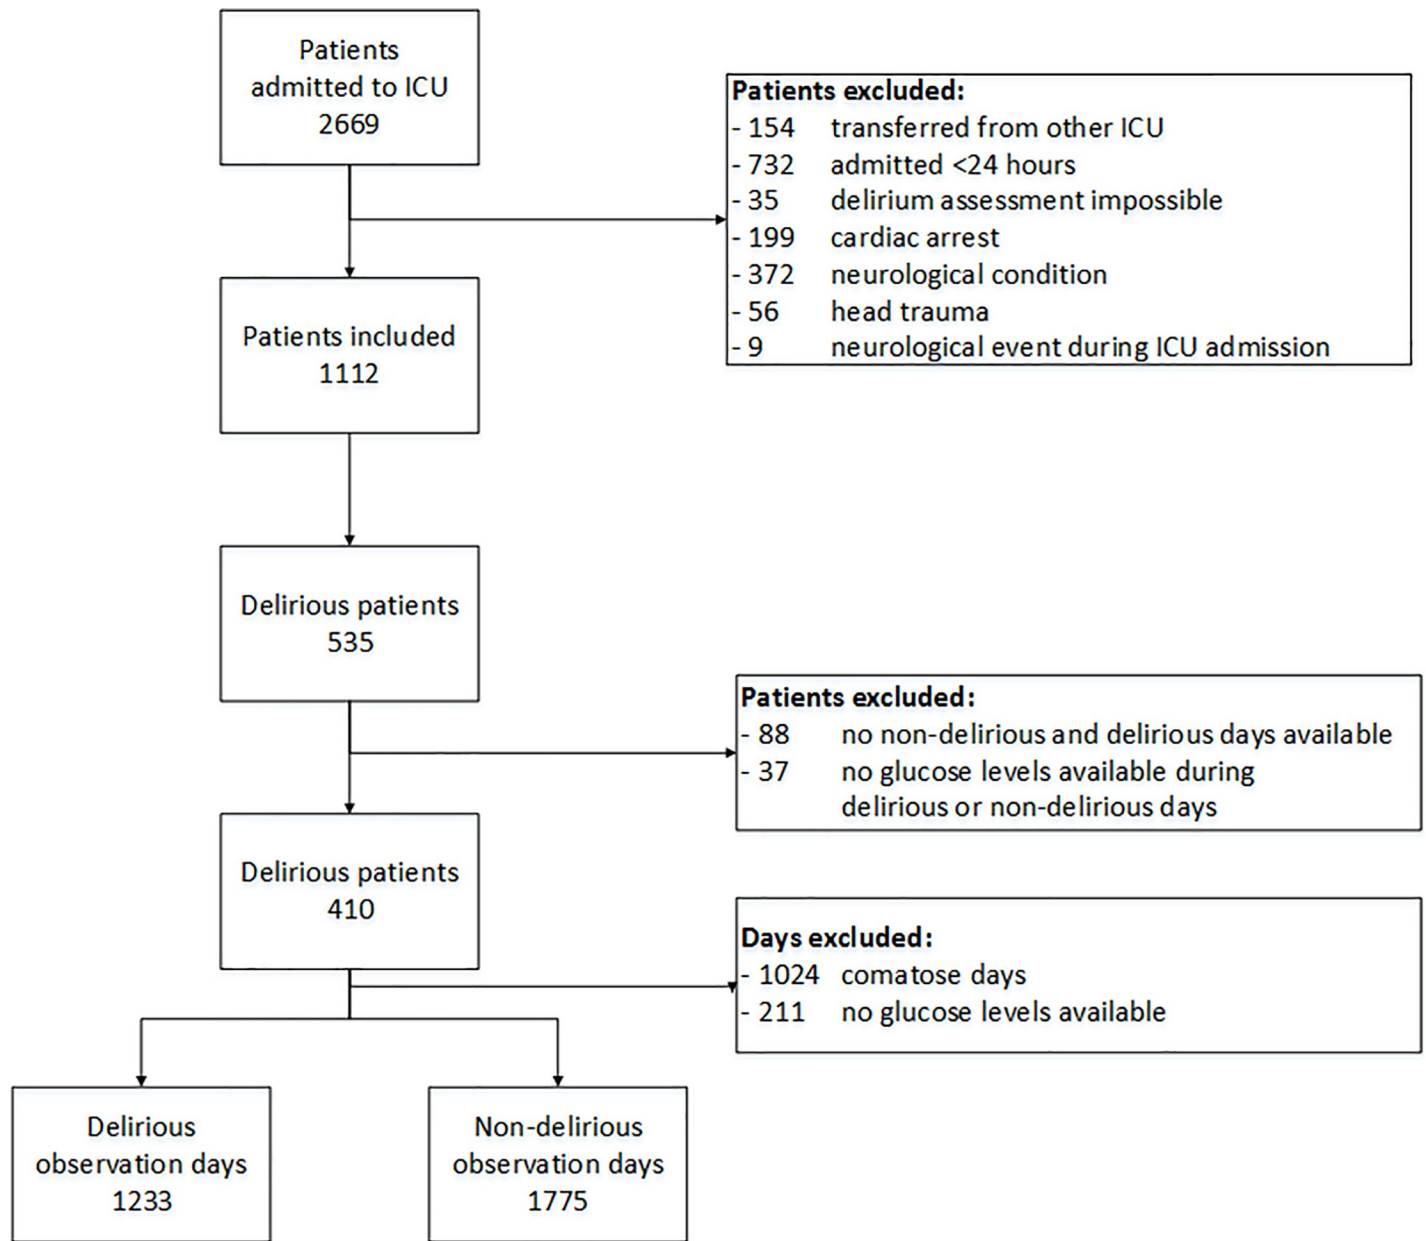 Patients
admitted to ICU
2669
Patients excluded:
- 154 transferred from other ICU
- 732 admitted <24 hours
- 35 delirium assessment impossible
- 199 cardiac arrest
- 372 neurological condition
- 56 head trauma
- 9 neurological event during ICU admission
Patients included
1112
Delirious patients
535
Patients excluded:
- 88 no non-delirious and delirious days available
- 37 no glucose levels available during
delirious or non-delirious days
Delirious patients
410
Days excluded:
- 1024 comatose days
- 211 no glucose levels available
Delirious
observation days
1233
Non-delirious
observation days
1775